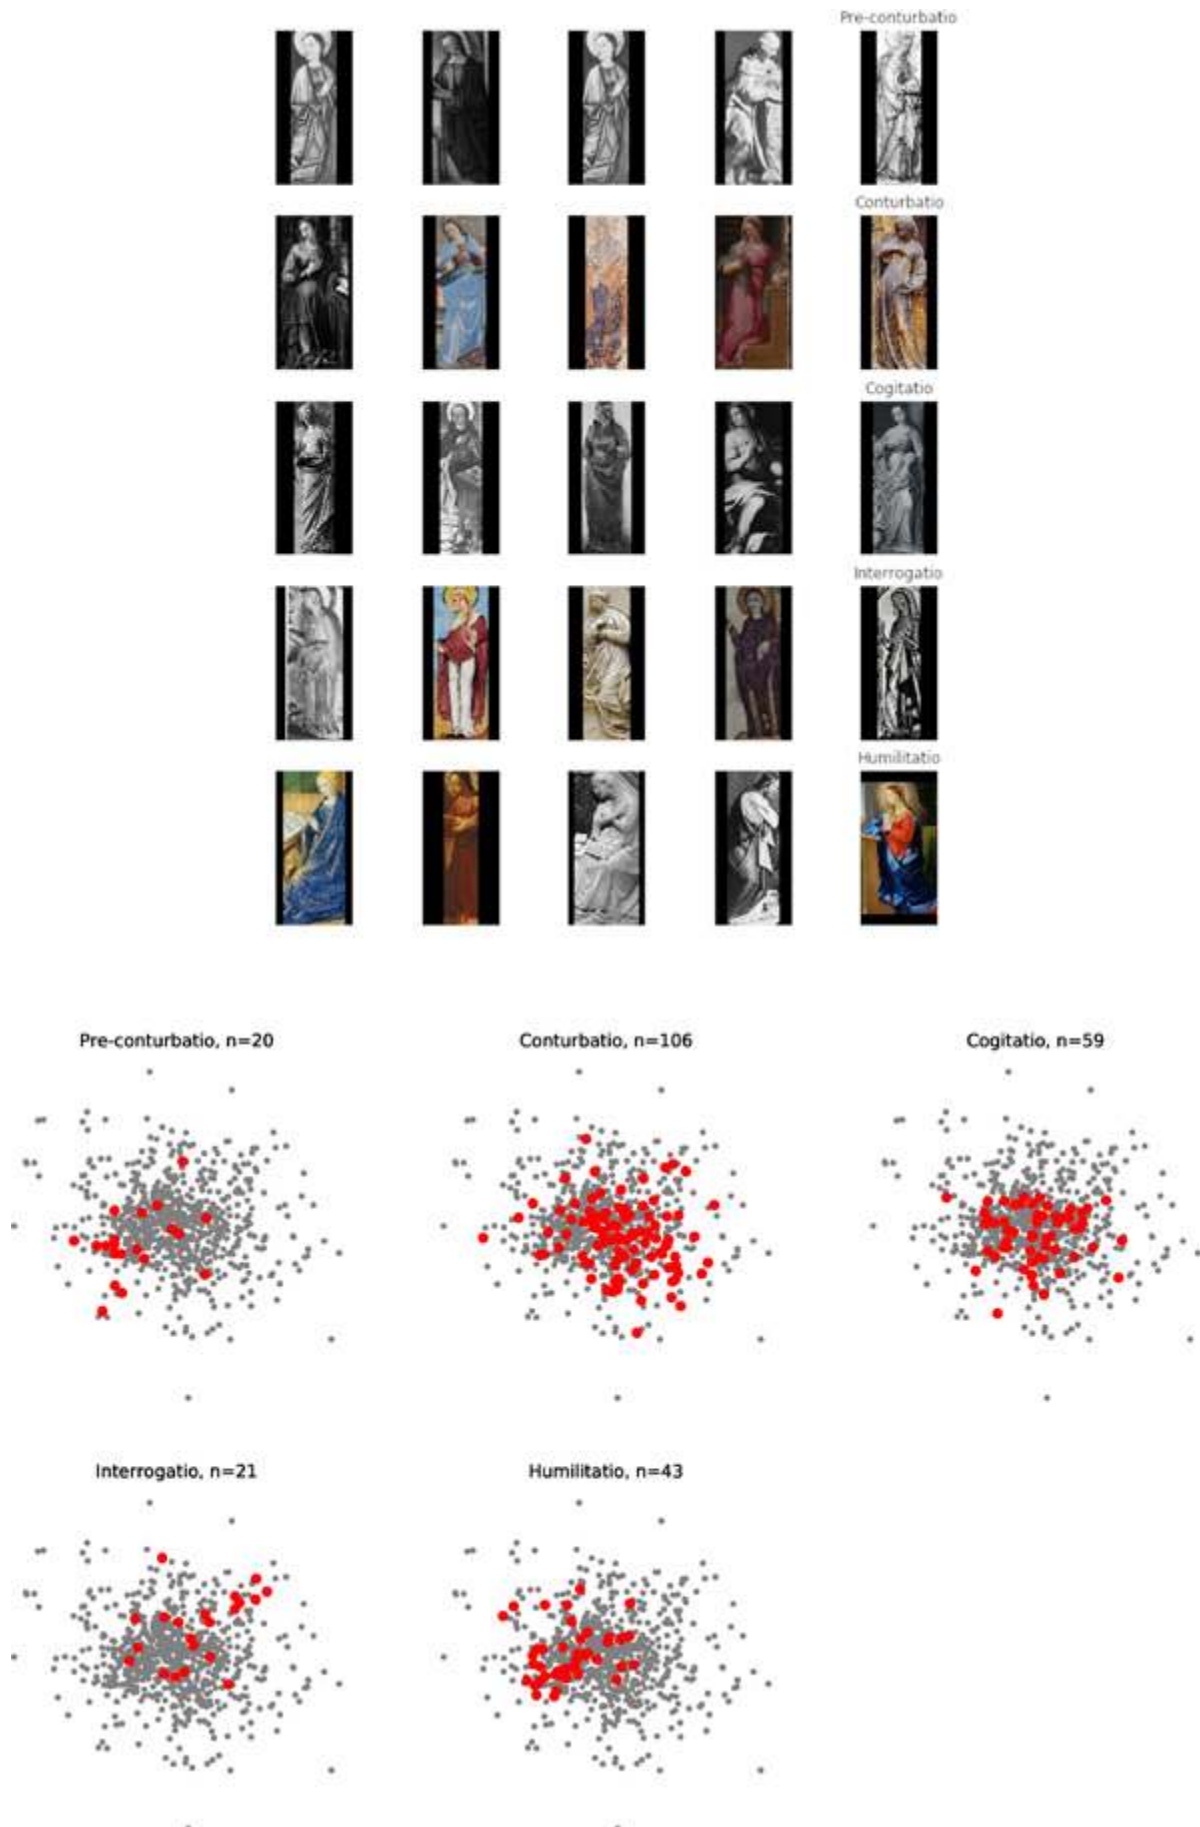 Pre-conturbatio
Conturbatio
Cogitatio
Interrogatio
Humilitatio
Pre-conturbatio, n=20
Conturbatio, n=106
Cogitatio, n=59
Interrogatio, n=21
Humilitatio, n=43